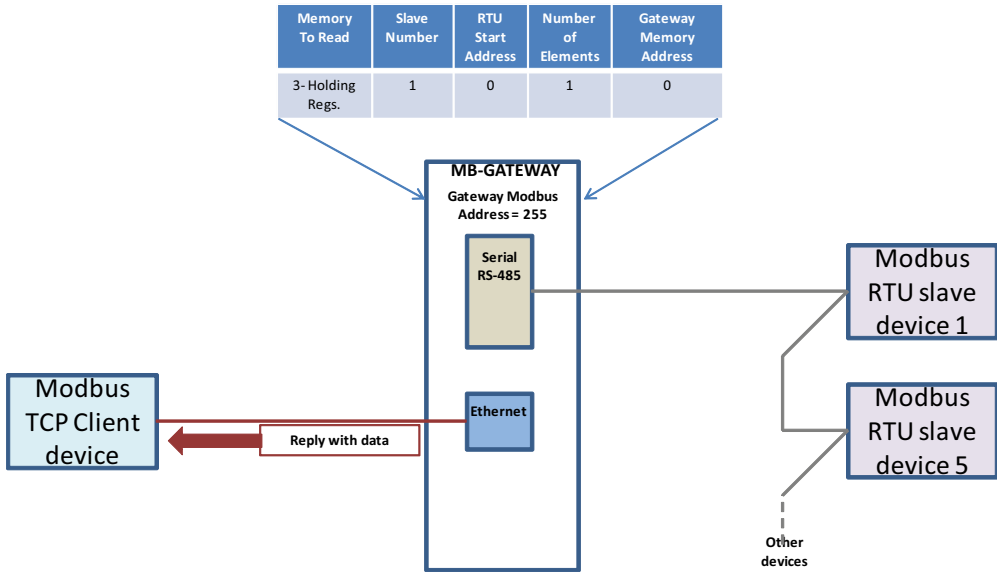 Memory
To Read
Slave
Number
RTU
Start
Address
Number
of
Elements
Gateway
Memory
Address
3- Holding
Regs.
1
0
1
0
MB-GATEWAY
Gateway Modbus
Address = 255
Serial
RS-485
Modbus
RTU slave
device 1
Modbus
TCP Client
device
Ethernet
Reply with data
Modbus
RTU slave
device 5
Other
devices